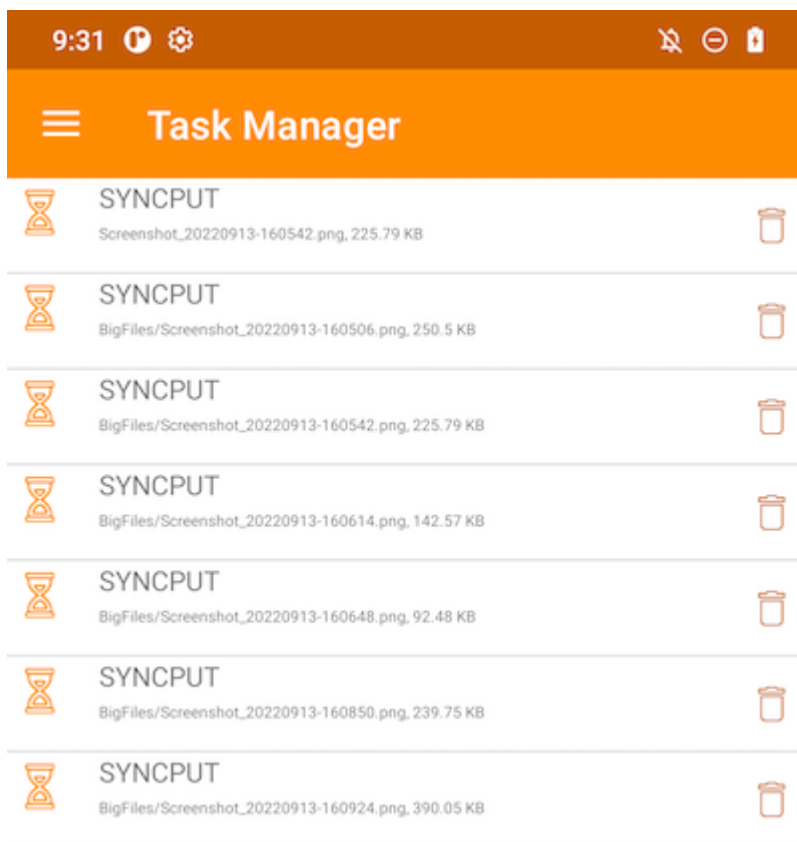 9:31
Task Manager
SYNCPUT
Screenshot_20220913-160542.png, 225.79 KB
SYNCPUT
BigFiles/Screenshot_20220913-160506.png, 250.5 KB
SYNCPUT
BigFiles/Screenshot_20220913-160542.png, 225.79 KB
SYNCPUT
BigFiles/Screenshot_20220913-160614.png, 142.57 KB
SYNCPUT
BigFiles/Screenshot_20220913-160648.png, 92.48 KB
SYNCPUT
BigFiles/Screenshot_20220913-160850.png, 239.75 KB
SYNCPUT
BigFiles/Screenshot_20220913-160924.png, 390.05 KB